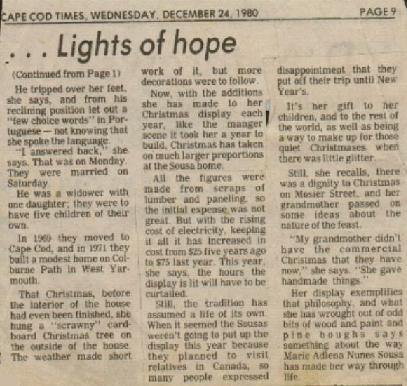 CAPE COD TIMES, WEDNESDAY, DECEMBER 24, 1980
PAGE 9
. . . Lights of hope
(Continued from Page 1)
He tripped over her feet,
she says, and from his
reclining position let out a
"few choice words" in Por-
tuguese — not knowing that
she spoke the language.
"I answered back," she
says. That was on Monday.
They were married on
Saturday.
He was a widower with
one daughter; they were to
have five children of their
own.
In 1969 they moved to
Cape Cod, and in 1971 they
built a modest home on Col-
burne Path in West Yar-
mouth.
That Christmas, before
the interior of the house
had even been finished, she
hung a "scrawny" card-
board Christmas tree on
the outside of the house.
The weather made short
work of it, but more
decorations were to follow.
Now, with the additions
she has made to her
Christmas display each
year, like the manger
scene it took her a year to
build, Christmas has taken
on much larger proportions
at the Sousa home.
All the figures were
made from scraps of
lumber and paneling, so
the initial expense was not
great. But with the rising
cost of electricity, keeping
it all lit has increased in
cost from $25 five years ago
to $75 last year. This year,
she says, the hours the
display is lit will have to be
curtailed.
Still, the tradition has
assumed a life of its own.
When it seemed the Sousas
weren't going to put up the
display this year because
they planned to visit
relatives in Canada, so
many people expressed
disappointment that they
put off their trip until New
Year's.
It's her gift to her
children, and to the rest of
the world, as well as being
a way to make up for those
quiet Christmases when
there was little glitter.
Still, she recalls, there
was a dignity to Christmas
on Mosier Street, and her
grandmother passed on
some ideas about the
nature of the feast.
"My grandmother didn't
have the commercial
Christmas that they have
now," she says. "She gave
handmade things."
Her display exemplifies
that philosophy, and what
she has wrought out of odd
bits of wood and paint and
pine boughs says
something about the way
Marie Adlena Nunes Sousa
has made her way through
life.